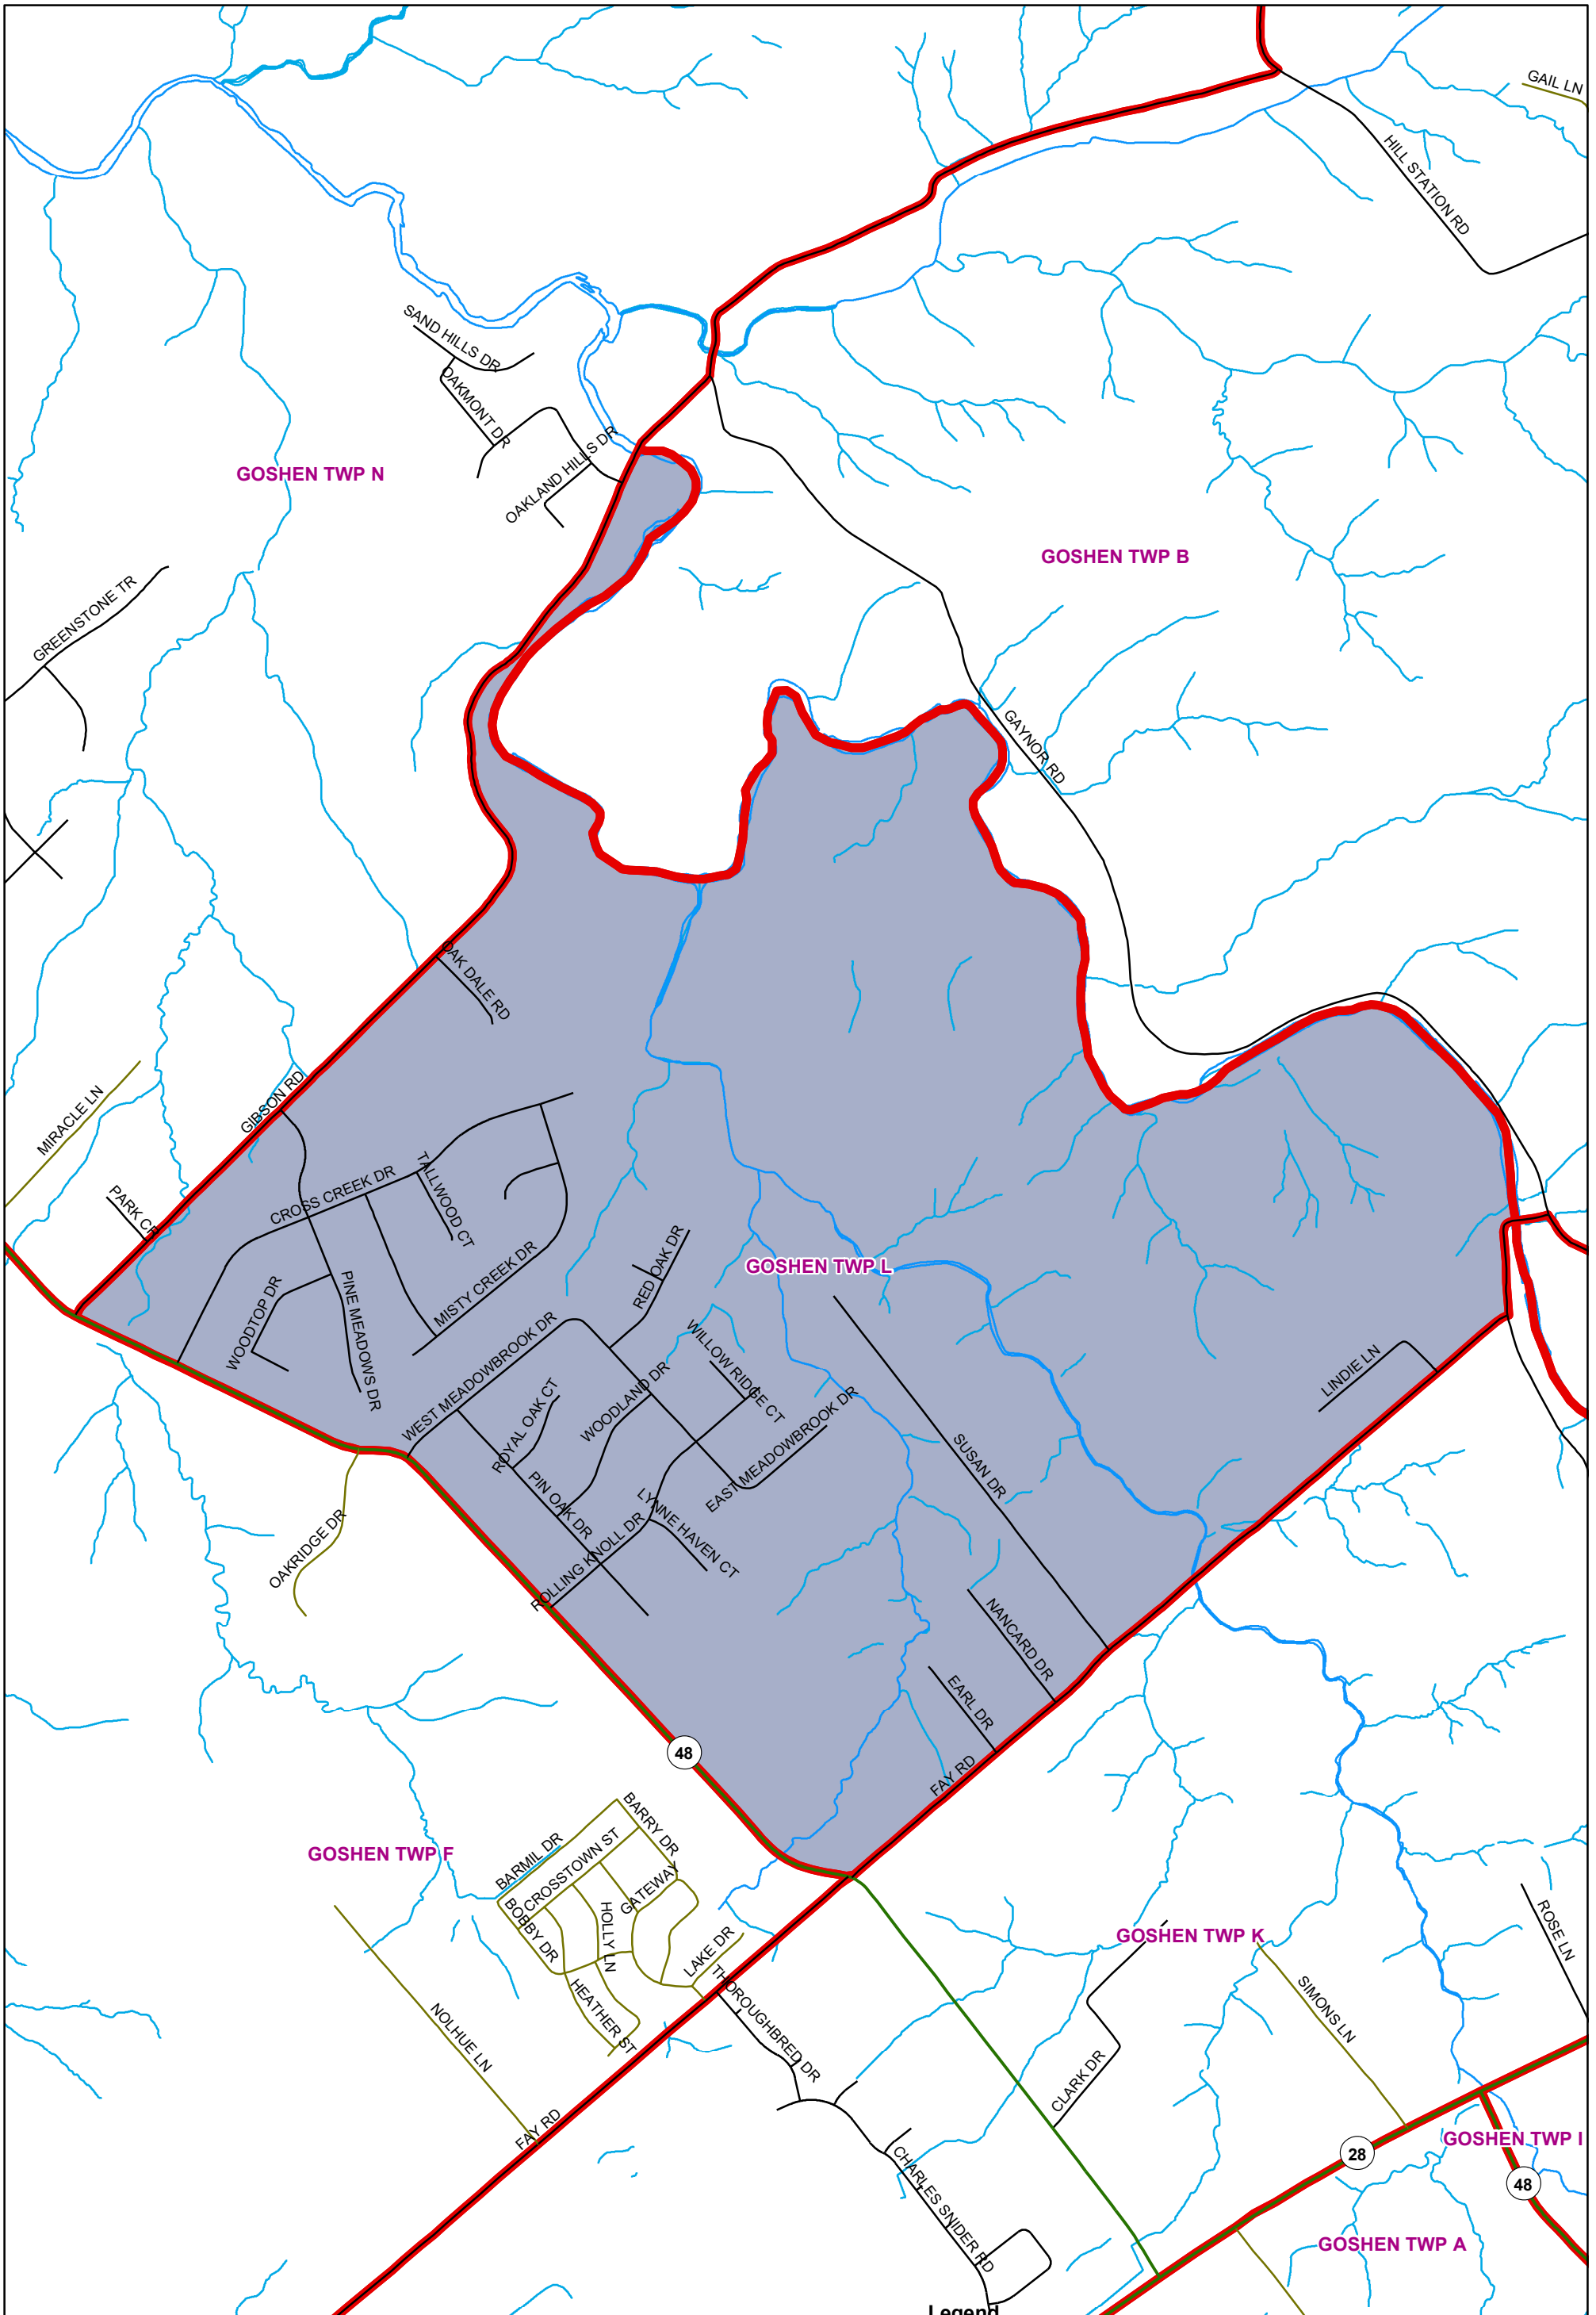 GAIL LN
HILL STATION RD
SAND HILLS DR
OAKMONT DR
OAKLAND HILLS DR
GOSHEN TWP N
GOSHEN TWP B
GREENSTONE TR
GAYNOR RD
OAK DALE RD
GIBSON RD
MIRACLE LN
PARK CR
CROSS CREEK DR
TALLWOOD CT
MISTY CREEK DR
RED OAK DR
GOSHEN TWP L
WOODTOP DR
PINE MEADOWS DR
WEST MEADOWBROOK DR
WILLOW RIDGE CT
LINDIE LN
ROYAL OAK CT
WOODLAND DR
EAST MEADOWBROOK DR
SUSAN DR
PIN OAK DR
LYNNE HAVEN CT
OAKRIDGE DR
ROLLING KNOLL DR
NANCARD DR
EARL DR
48
FAY RD
BARRY DR
GOSHEN TWP F
BARMIL DR
CROSSTOWN ST
GATEWAY
BOBBY DR
HOLLY LN
LAKE DR
GOSHEN TWP K
ROSE LN
HEATHER ST
THOROUGHBRED DR
NOLHUE LN
SIMONS LN
CLARK DR
FAY RD
28
GOSHEN TWP I
48
CHARLES SNIDER RD
GOSHEN TWP A
Legend